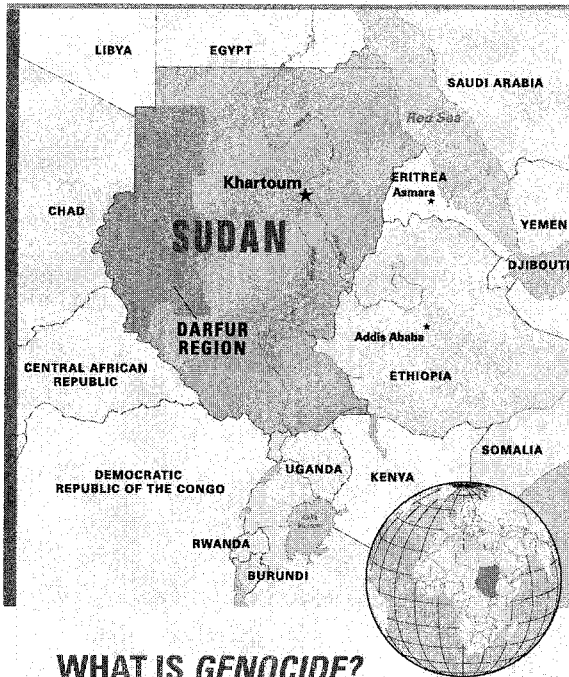 LIBYA
EGYPT
SAUDI ARABIA
Red Sea
Khartoum
ERITREA
Asmara
CHAD
SUDAN
YEMEN
DJIBOUTI
DARFUR
REGION
Addis Ababa
CENTRAL AFRICAN
REPUBLIC
ETHIOPIA
SOMALIA
UGANDA
KENYA
DEMOCRATIC
REPUBLIC OF THE CONGO
RWANDA
BURUNDI
WHAT IS GENOCIDE?